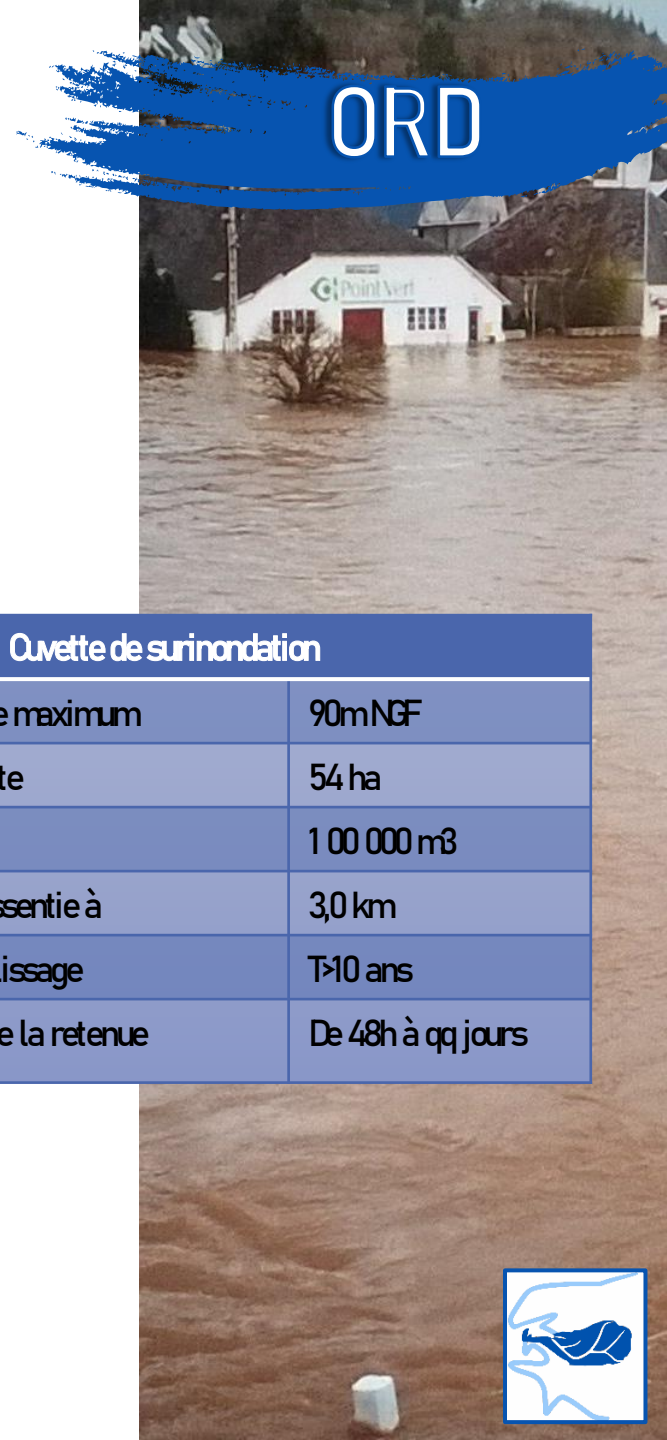 ORD
Point Vert
Cuvette de surinondation
e maximum 90m NGF
te 54 ha
1 00 000 m3
ssentie à 3,0 km
issage T>10 ans
e la retenue De 48h à qq jours